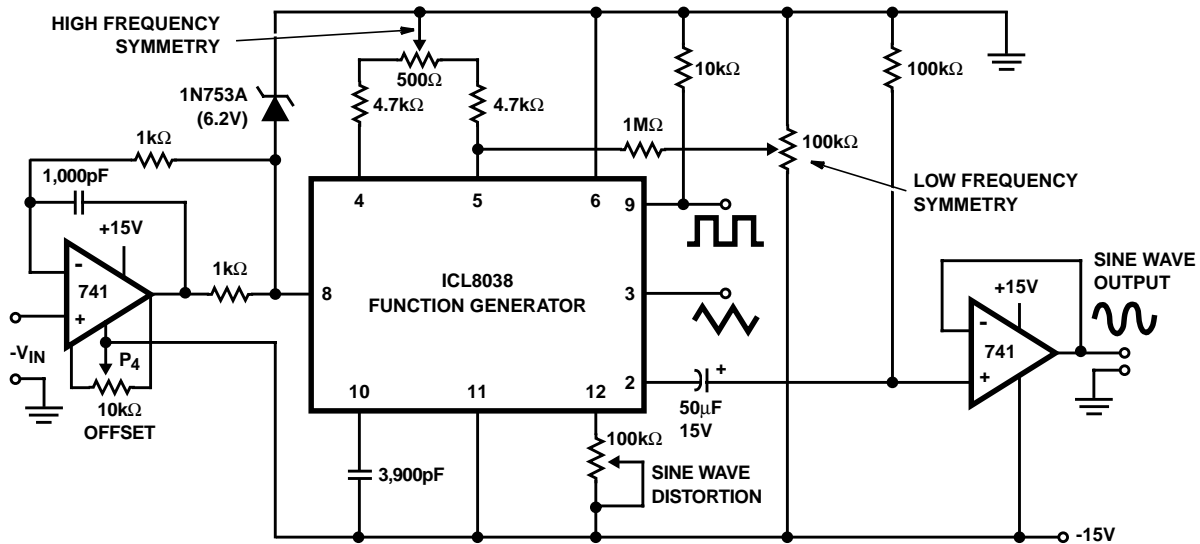 HIGH FREQUENCY
SYMMETRY
500Ω
1N753A
(6.2V)
4.7kΩ
4.7kΩ
10kΩ
100kΩ
1kΩ
1MΩ
100kΩ
LOW FREQUENCY
SYMMETRY
1,000pF
4
5
6
9
+15V
-
741
+
1kΩ
8
ICL8038
FUNCTION GENERATOR
3
SINE WAVE
OUTPUT
+15V
-
741
+
-VIN
P4
10kΩ
OFFSET
10
11
12
2
+
50μF
15V
100kΩ
3,900pF
SINE WAVE
DISTORTION
-15V